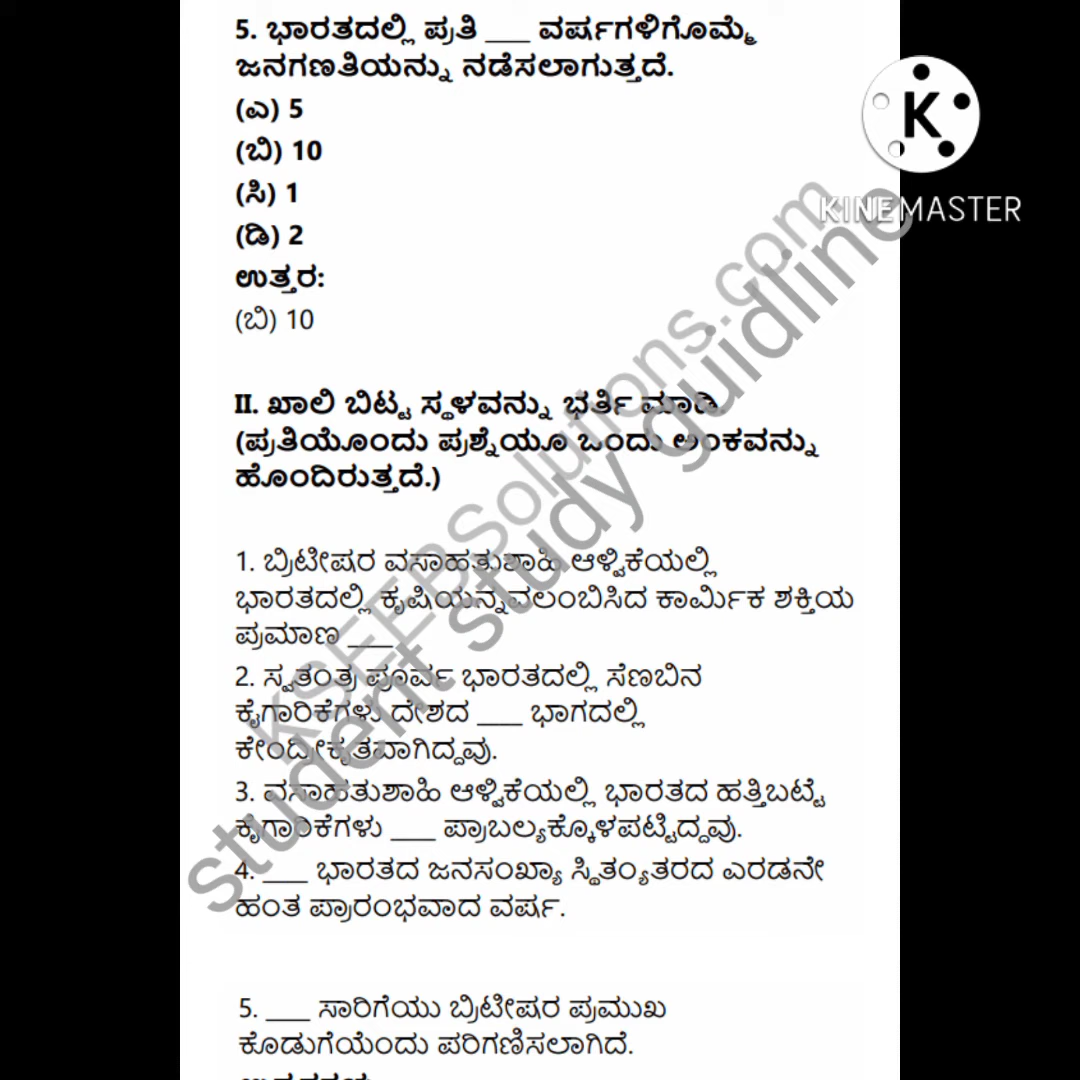 5. ಭಾರತದಲ್ಲಿ ಪ್ರತಿ ___ ವರ್ಷಗಳಿಗೊಮ್ಮೆ
ಜನಗಣತಿಯನ್ನು ನಡೆಸಲಾಗುತ್ತದೆ.
(ಎ) 5
(ಬಿ) 10
(ಸಿ) 1
(ಡಿ) 2
ಉತ್ತರ:
(ಬಿ) 10
K
KINEMASTER
II. ಖಾಲಿ ಬಿಟ್ಟ ಸ್ಥಳವನ್ನು ಭರ್ತಿ ಮಾಡಿ.
(ಪ್ರತಿಯೊಂದು ಪ್ರಶ್ನೆಯೂ ಒಂದು ಅಂಕವನ್ನು
ಹೊಂದಿರುತ್ತದೆ.)
1. ಬ್ರಿಟೀಷರ ವಸಾಹತುಶಾಹಿ ಆಳ್ವಿಕೆಯಲ್ಲಿ
ಭಾರತದಲ್ಲಿ ಕೃಷಿಯನ್ನವಲಂಬಿಸಿದ ಕಾರ್ಮಿಕ ಶಕ್ತಿಯ
ಪ್ರಮಾಣ ___
2. ಸ್ವತಂತ್ರ ಪೂರ್ವ ಭಾರತದಲ್ಲಿ ಸೆಣಬಿನ
ಕೈಗಾರಿಕೆಗಳು ದೇಶದ ___ ಭಾಗದಲ್ಲಿ
ಕೇಂದ್ರೀಕೃತವಾಗಿದ್ದವು.
3. ವಸಾಹತುಶಾಹಿ ಆಳ್ವಿಕೆಯಲ್ಲಿ ಭಾರತದ ಹತ್ತಿಬಟ್ಟೆ
ಕೈಗಾರಿಕೆಗಳು ___ ಪ್ರಾಬಲ್ಯಕ್ಕೊಳಪಟ್ಟಿದ್ದವು.
4. ___ ಭಾರತದ ಜನಸಂಖ್ಯಾ ಸ್ಥಿತಂ್ಯತರದ ಎರಡನೇ
ಹಂತ ಪ್ರಾರಂಭವಾದ ವರ್ಷ.
5. ___ ಸಾರಿಗೆಯು ಬ್ರಿಟೀಷರ ಪ್ರಮುಖ
ಕೊಡುಗೆಯೆಂದು ಪರಿಗಣಿಸಲಾಗಿದೆ.
KSEEBSolutions.com
student study guidline